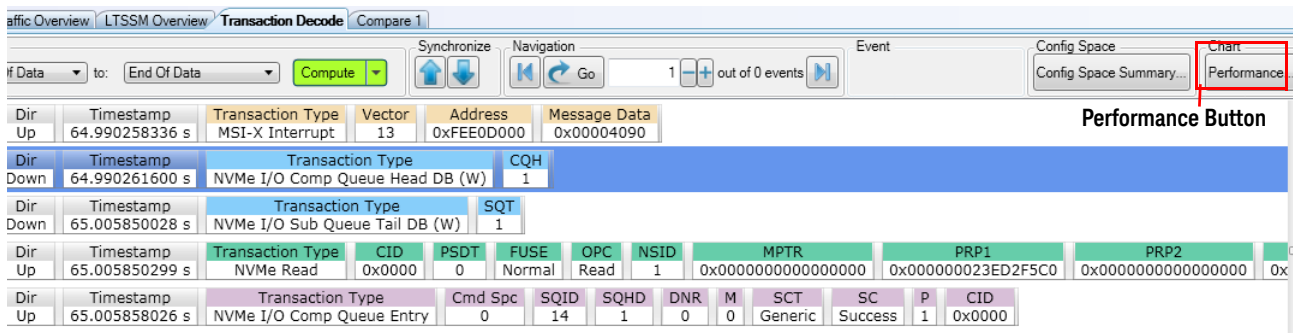 affic Overview LTSSM Overview Transaction Decode Compare 1
Synchronize Navigation Event Config Space Chart
Of Data to: End Of Data Compute Go 1 out of 0 events Config Space Summary... Performance...
Performance Button
Dir Timestamp Transaction Type Vector Address Message Data
Up 64.990258336 s MSI-X Interrupt 13 0xFEE0D000 0x00004090
Dir Timestamp Transaction Type CQH
Down 64.990261600 s NVMe I/O Comp Queue Head DB (W) 1
Dir Timestamp Transaction Type SQT
Down 65.005850028 s NVMe I/O Sub Queue Tail DB (W) 1
Dir Timestamp Transaction Type CID PSDT FUSE OPC NSID MPTR PRP1 PRP2
Up 65.005850299 s NVMe Read 0x0000 0 Normal Read 1 0x0000000000000000 0x000000023ED2F5C0 0x0000000000000000 0x
Dir Timestamp Transaction Type Cmd Spc SQID SQHD DNR M SCT SC P CID
Up 65.005858026 s NVMe I/O Comp Queue Entry 0 14 1 0 0 Generic Success 1 0x0000